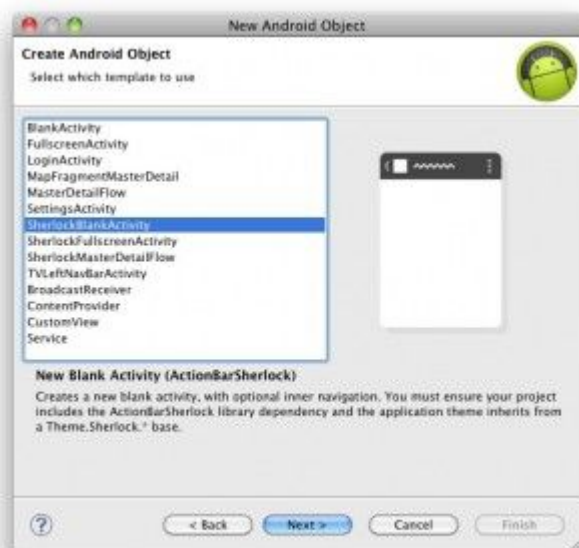 New Android Object
Create Android Object
Select which template to use
BlankActivity
FullscreenActivity
LoginActivity
MapFragmentMasterDetail
MasterDetailFlow
SettingsActivity
SherlockBlankActivity
SherlockFullscreenActivity
SherlockMasterDetailFlow
TVLeftNavBarActivity
BroadcastReceiver
ContentProvider
CustomView
Service
New Blank Activity (ActionBarSherlock)
Creates a new blank activity, with optional inner navigation. You must ensure your project
includes the ActionBarSherlock library dependency and the application theme inherits from
a Theme.Sherlock.* base.
?
< Back
Next >
Cancel
Finish